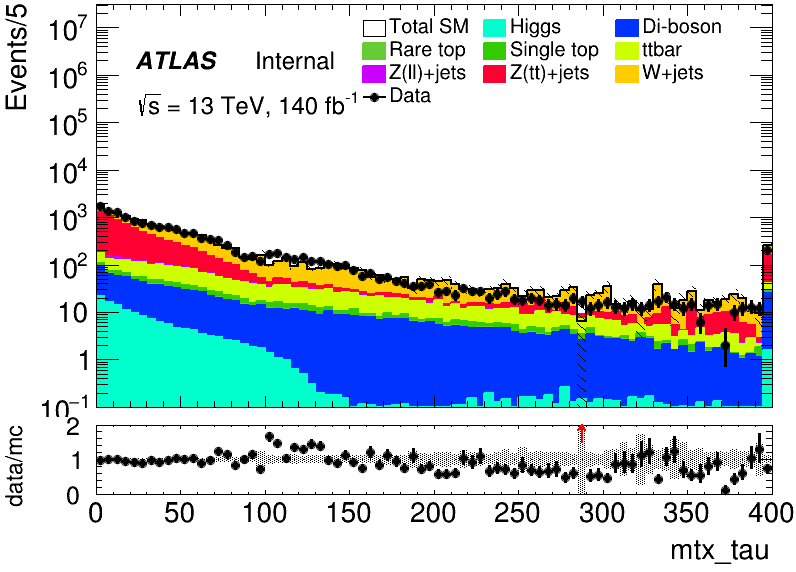 Events/5
10⁷
10⁶
10⁵
10⁴
10³
10²
10
1
10⁻¹
ATLAS Internal
√s = 13 TeV, 140 fb⁻¹
Total SM Higgs Di-boson
Rare top Single top ttbar
Z(ll)+jets Z(tt)+jets W+jets
Data
data/mc
2
1
0
0 50 100 150 200 250 300 350 400
mtx_tau